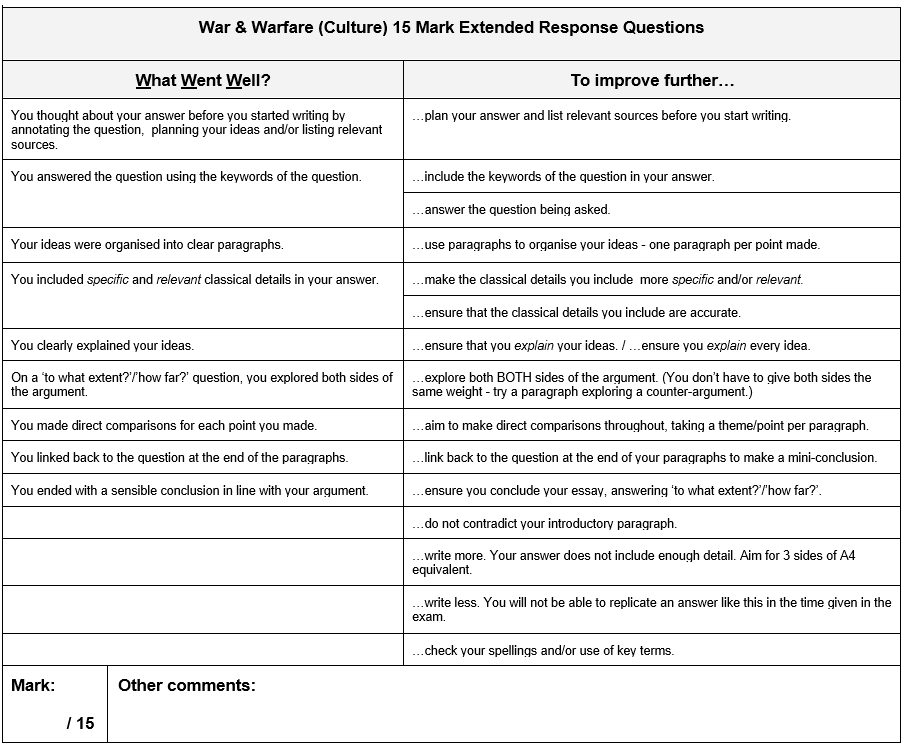 War & Warfare (Culture) 15 Mark Extended Response Questions
What Went Well?
To improve further…
You thought about your answer before you started writing by
annotating the question, planning your ideas and/or listing relevant
sources.
…plan your answer and list relevant sources before you start writing.
You answered the question using the keywords of the question.
…include the keywords of the question in your answer.
…answer the question being asked.
Your ideas were organised into clear paragraphs.
…use paragraphs to organise your ideas - one paragraph per point made.
You included specific and relevant classical details in your answer.
…make the classical details you include more specific and/or relevant.
…ensure that the classical details you include are accurate.
You clearly explained your ideas.
…ensure that you explain your ideas. / …ensure you explain every idea.
On a ‘to what extent?’/’how far?’ question, you explored both sides of
the argument.
…explore both BOTH sides of the argument. (You don’t have to give both sides the
same weight - try a paragraph exploring a counter-argument.)
You made direct comparisons for each point you made.
…aim to make direct comparisons throughout, taking a theme/point per paragraph.
You linked back to the question at the end of the paragraphs.
…link back to the question at the end of your paragraphs to make a mini-conclusion.
You ended with a sensible conclusion in line with your argument.
…ensure you conclude your essay, answering ‘to what extent?’/’how far?’.
…do not contradict your introductory paragraph.
…write more. Your answer does not include enough detail. Aim for 3 sides of A4
equivalent.
…write less. You will not be able to replicate an answer like this in the time given in the
exam.
…check your spellings and/or use of key terms.
Mark:
/ 15
Other comments: